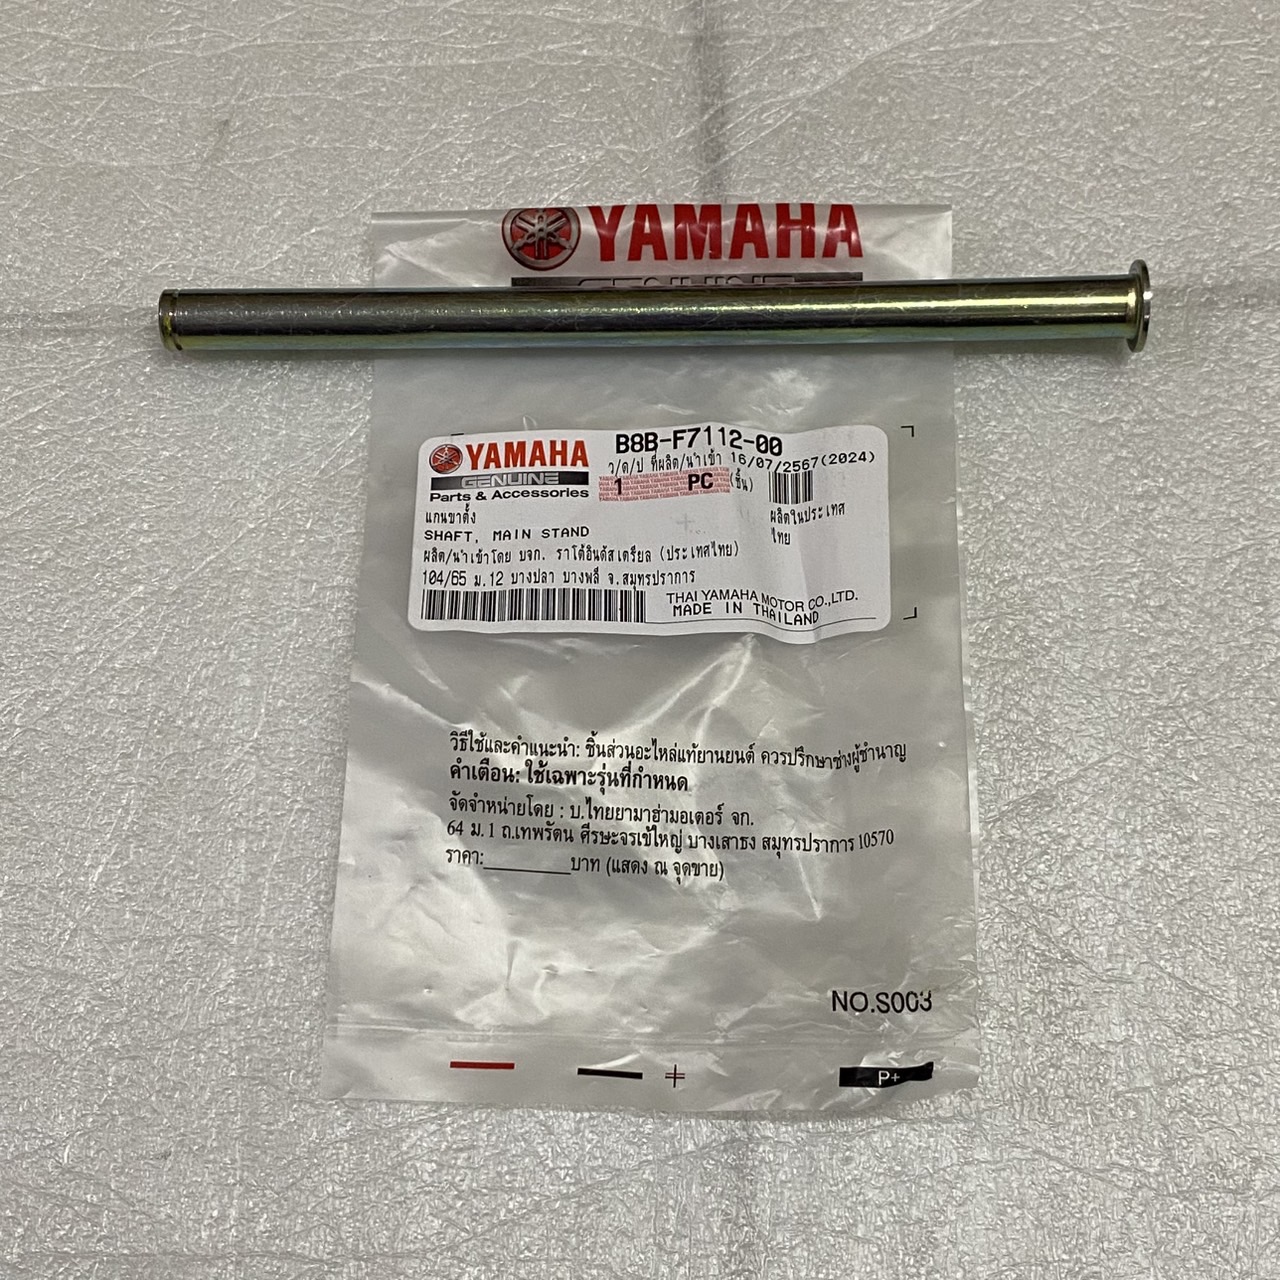 YAMAHA
GENUINE
B8B-F7112-00
YAMAHA
GENUINE
Parts & Accessories
ว/ด/ป ที่ผลิต/นำเข้า 16/07/2567(2024)
1 PC (ชิ้น)
แกนขาตั้ง
SHAFT, MAIN STAND
ผลิตในประเทศ
ไทย
ผลิต/นำเข้าโดย บจก. ราโต้อินดัสเตรียล (ประเทศไทย)
104/65 ม.12 บางปลา บางพลี จ.สมุทรปราการ
THAI YAMAHA MOTOR CO.,LTD.
MADE IN THAILAND
วิธีใช้และคำแนะนำ: ชิ้นส่วนอะไหล่แท้ยานยนต์ ควรปรึกษาช่างผู้ชำนาญ
คำเตือน: ใช้เฉพาะรุ่นที่กำหนด
จัดจำหน่ายโดย : บ.ไทยยามาฮ่ามอเตอร์ จก.
64 ม.1 ถ.เทพรัตน ศีรษะจรเข้ใหญ่ บางเสาธง สมุทรปราการ 10570
ราคา:_________บาท (แสดง ณ จุดขาย)
NO.S003
P+